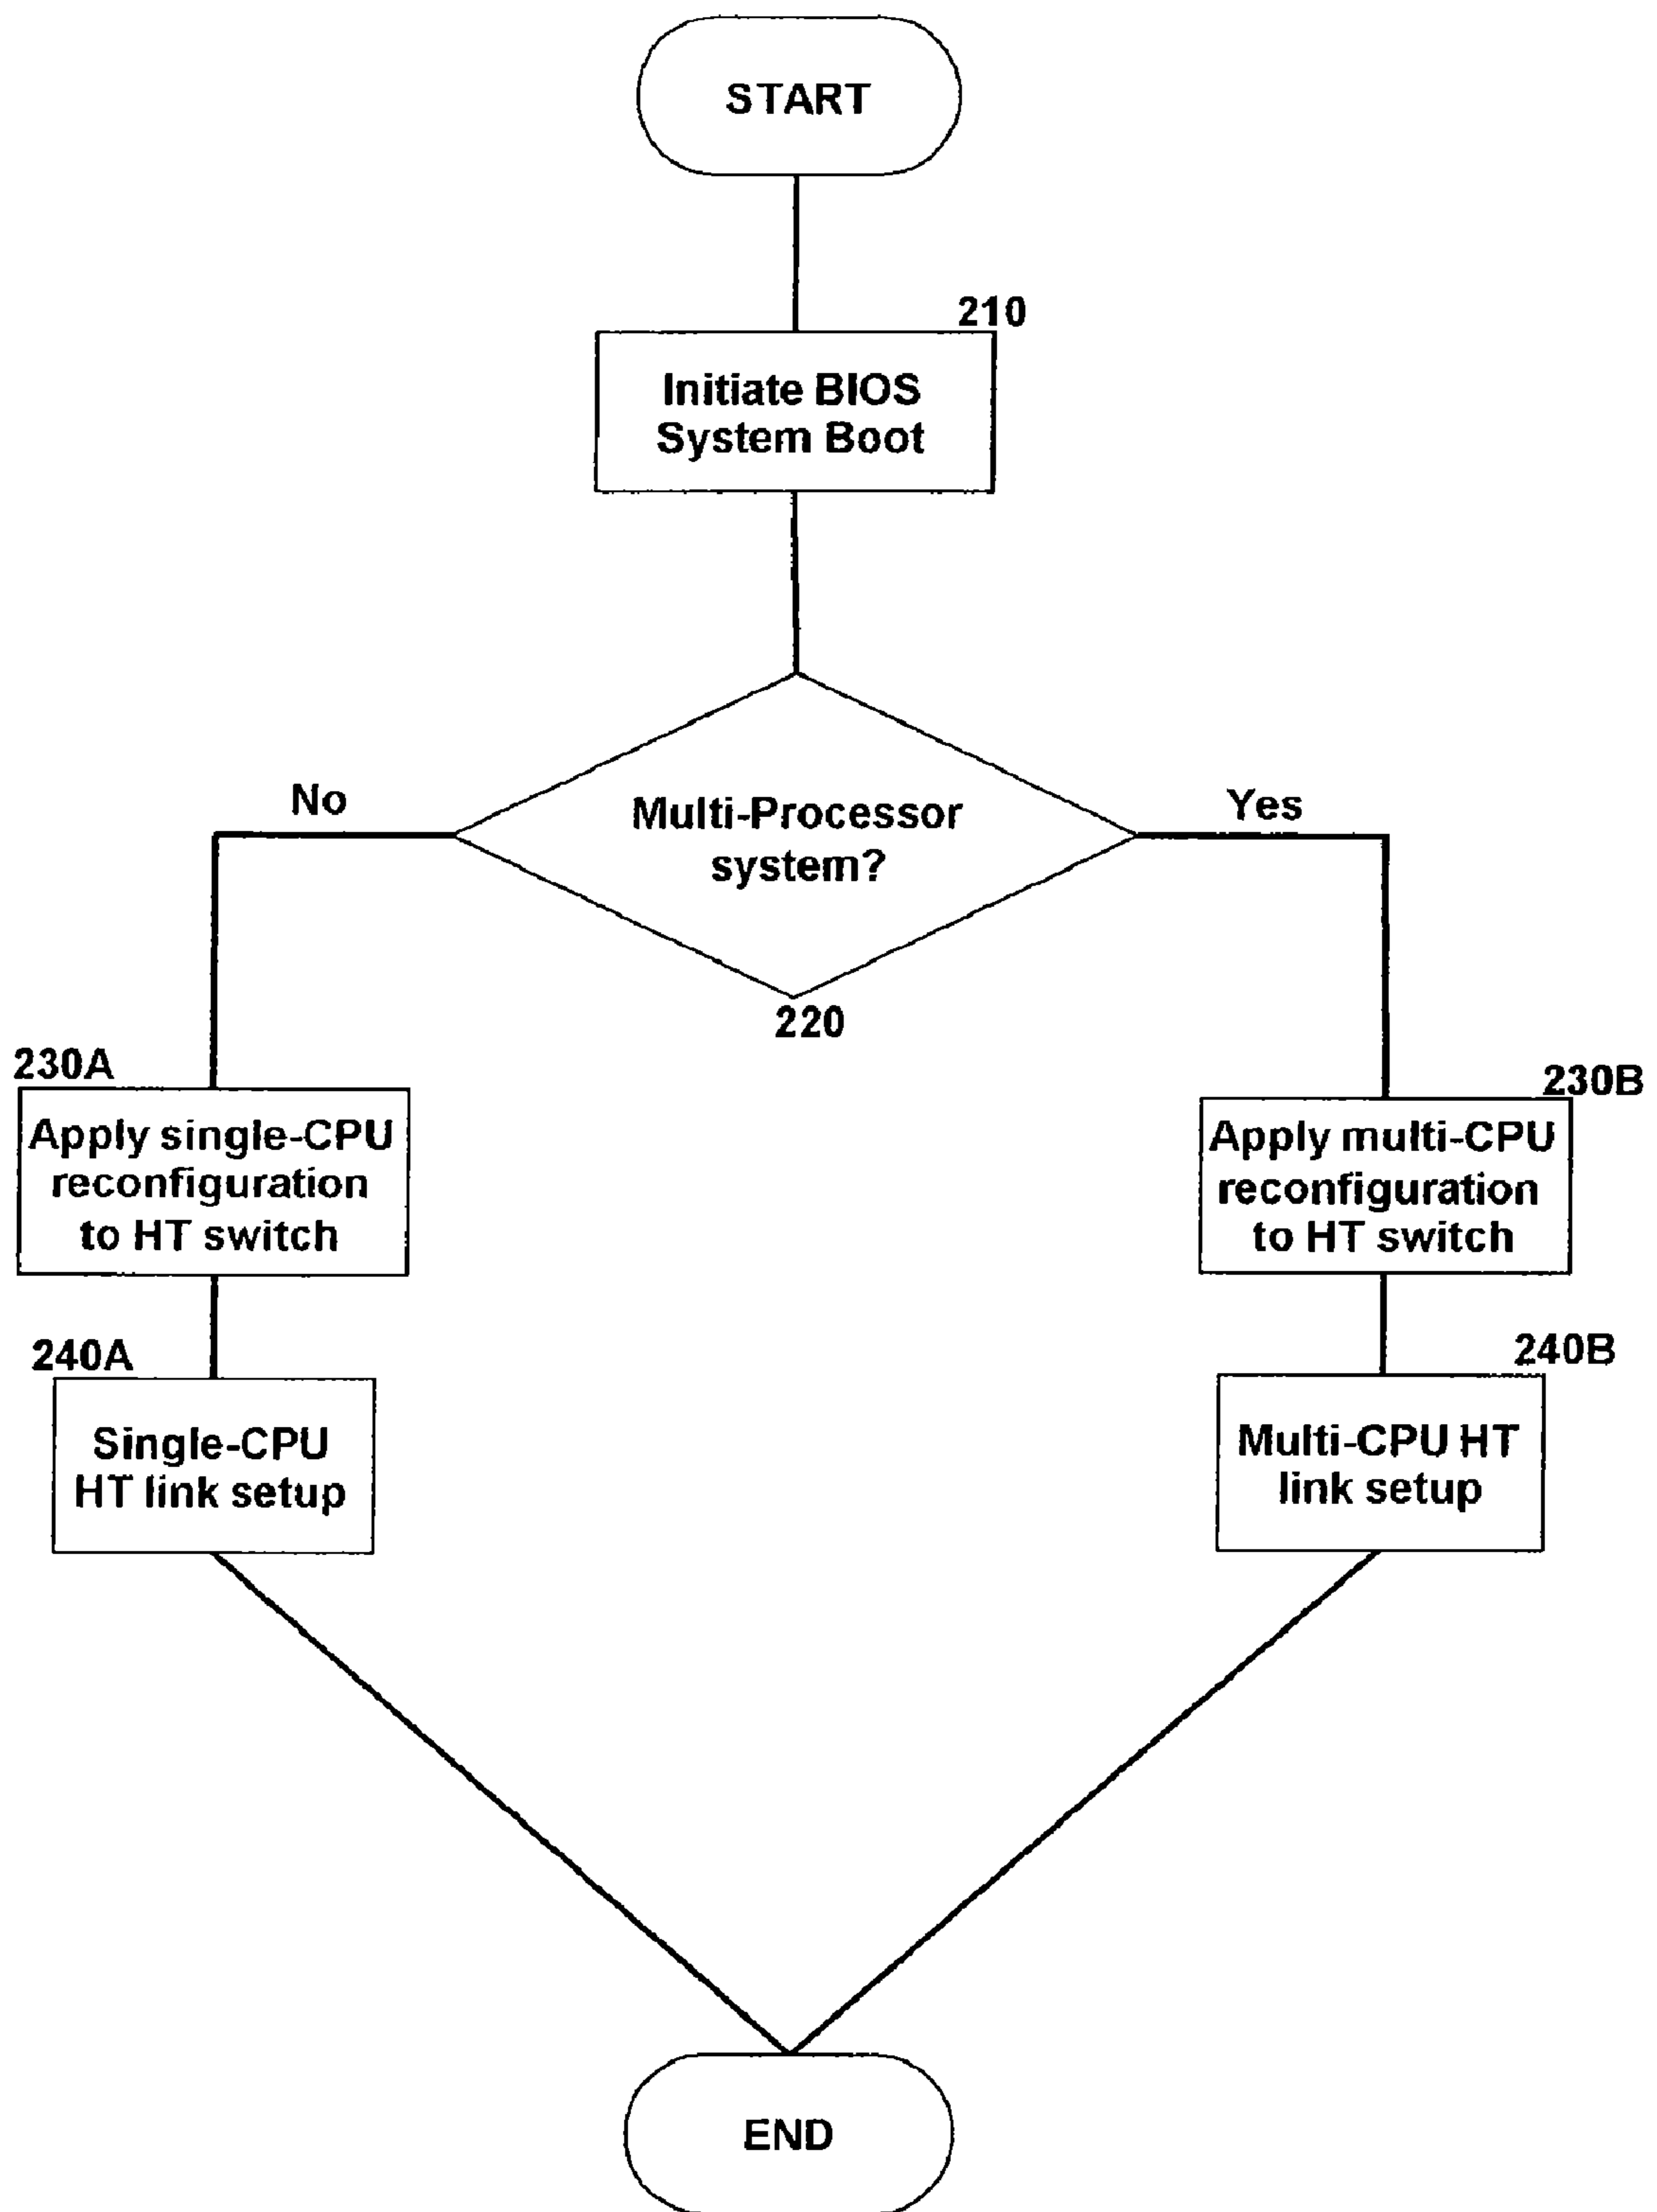 START
210
Initiate BIOS
System Boot
No
Yes
Multi-Processor
system?
220
230A
Apply single-CPU
reconfiguration
to HT switch
230B
Apply multi-CPU
reconfiguration
to HT switch
240A
Single-CPU
HT link setup
240B
Multi-CPU HT
link setup
END